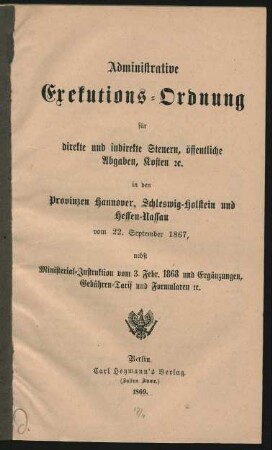 Administrative
Exekutions-Ordnung
für
direkte und indirekte Steuern, öffentliche
Abgaben, Kosten ꝛc.
in den
Provinzen Hannover, Schleswig-Holstein und
Hessen-Nassau
vom 22. September 1867,
nebst
Ministerial-Instruktion vom 3. Febr. 1868 und Ergänzungen,
Gebühren-Tarif und Formularen ꝛc.
Berlin.
Carl Heymann's Verlag.
(Julius Imme.)
1869.